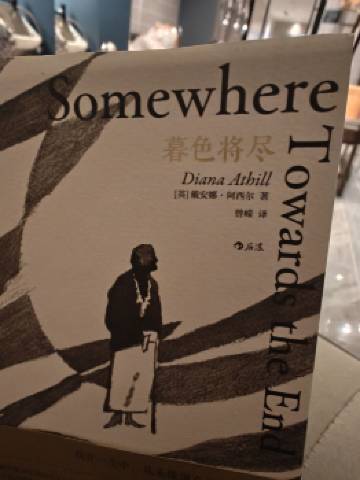 Somewhere
Towards the End
暮色将尽
Diana Athill
[英] 戴安娜·阿西尔 著
曾嵘 译
后浪